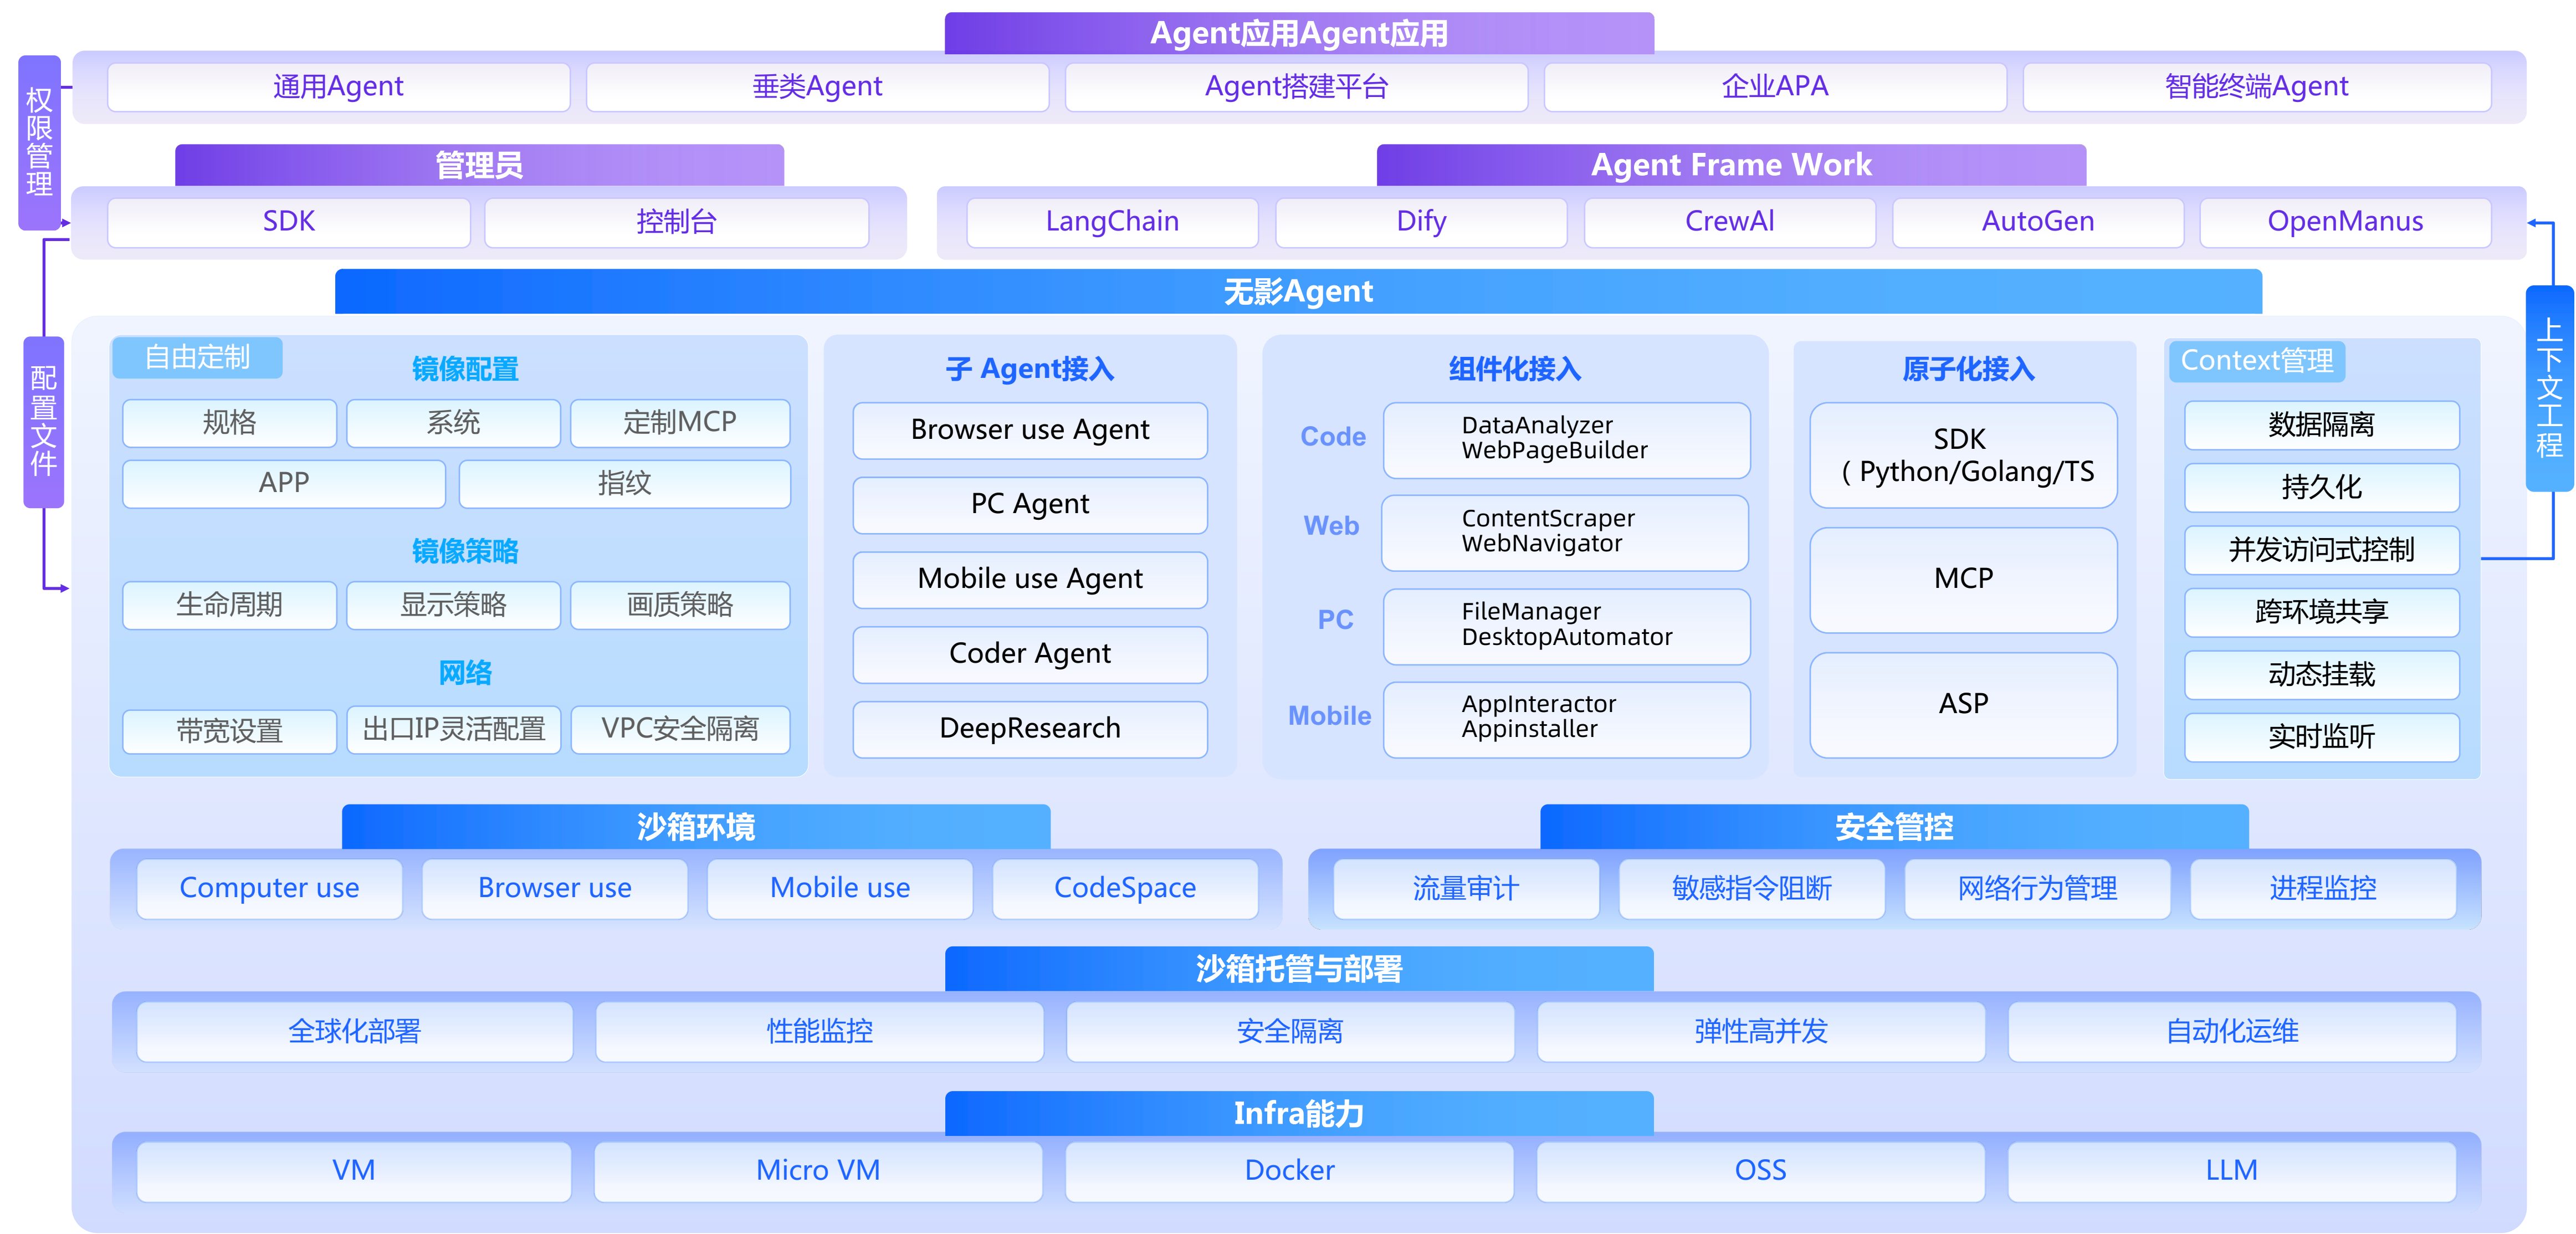 Agent应用Agent应用
通用Agent
垂类Agent
Agent搭建平台
企业APA
智能终端Agent
权限管理
管理员
SDK
控制台
Agent Frame Work
LangChain
Dify
CrewAl
AutoGen
OpenManus
配置文件
上下文工程
无影Agent
自由定制
镜像配置
规格
系统
定制MCP
APP
指纹
镜像策略
生命周期
显示策略
画质策略
网络
带宽设置
出口IP灵活配置
VPC安全隔离
子 Agent接入
Browser use Agent
PC Agent
Mobile use Agent
Coder Agent
DeepResearch
组件化接入
Code
DataAnalyzer
WebPageBuilder
Web
ContentScraper
WebNavigator
PC
FileManager
DesktopAutomator
Mobile
AppInteractor
Appinstaller
原子化接入
SDK
（ Python/Golang/TS
MCP
ASP
Context管理
数据隔离
持久化
并发访问式控制
跨环境共享
动态挂载
实时监听
沙箱环境
Computer use
Browser use
Mobile use
CodeSpace
安全管控
流量审计
敏感指令阻断
网络行为管理
进程监控
沙箱托管与部署
全球化部署
性能监控
安全隔离
弹性高并发
自动化运维
Infra能力
VM
Micro VM
Docker
OSS
LLM